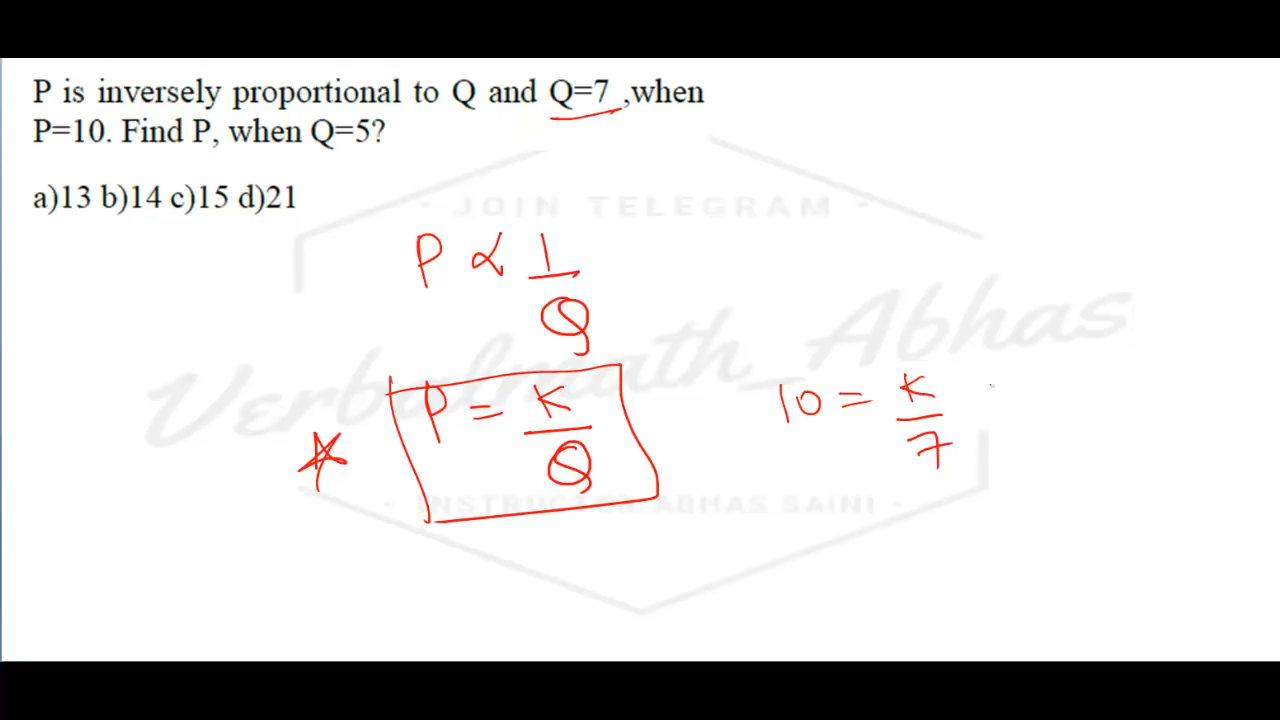 P is inversely proportional to Q and Q=7 ,when
P=10. Find P, when Q=5?
a)13 b)14 c)15 d)21
- JOIN TELEGRAM -
P ∝ 1/Q
Verbalmath_Abhas
P = K/Q
10 = K/7
- INSTRUCTOR ABHAS SAINI -